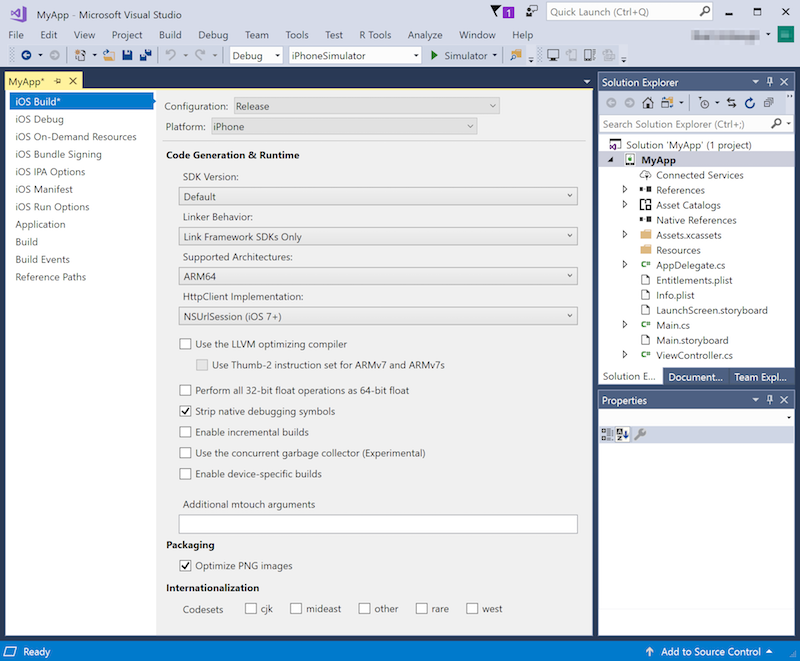 MyApp - Microsoft Visual Studio
1
Quick Launch (Ctrl+Q)
File Edit View Project Build Debug Team Tools Test R Tools Analyze Window Help
Debug iPhoneSimulator Simulator
MyApp*
iOS Build*
iOS Debug
iOS On-Demand Resources
iOS Bundle Signing
iOS IPA Options
iOS Manifest
iOS Run Options
Application
Build
Build Events
Reference Paths
Configuration: Release
Platform: iPhone
Code Generation & Runtime
SDK Version:
Default
Linker Behavior:
Link Framework SDKs Only
Supported Architectures:
ARM64
HttpClient Implementation:
NSUrlSession (iOS 7+)
Use the LLVM optimizing compiler
Use Thumb-2 instruction set for ARMv7 and ARMv7s
Perform all 32-bit float operations as 64-bit float
Strip native debugging symbols
Enable incremental builds
Use the concurrent garbage collector (Experimental)
Enable device-specific builds
Additional mtouch arguments
Packaging
Optimize PNG images
Internationalization
Codesets cjk mideast other rare west
Solution Explorer
Search Solution Explorer (Ctrl+;)
Solution 'MyApp' (1 project)
MyApp
Connected Services
References
Asset Catalogs
Native References
Assets.xcassets
Resources
C# AppDelegate.cs
Entitlements.plist
Info.plist
LaunchScreen.storyboard
C# Main.cs
Main.storyboard
C# ViewController.cs
Solution E... Document... Team Expl...
Properties
Ready
Add to Source Control